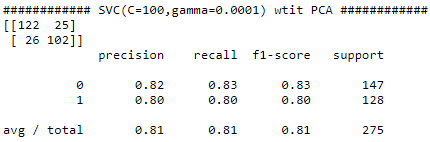 ############ SVC(C=100,gamma=0.0001) wtit PCA ############
[[122  25]
 [ 26 102]]
             precision    recall  f1-score   support

          0       0.82      0.83      0.83       147
          1       0.80      0.80      0.80       128

avg / total       0.81      0.81      0.81       275